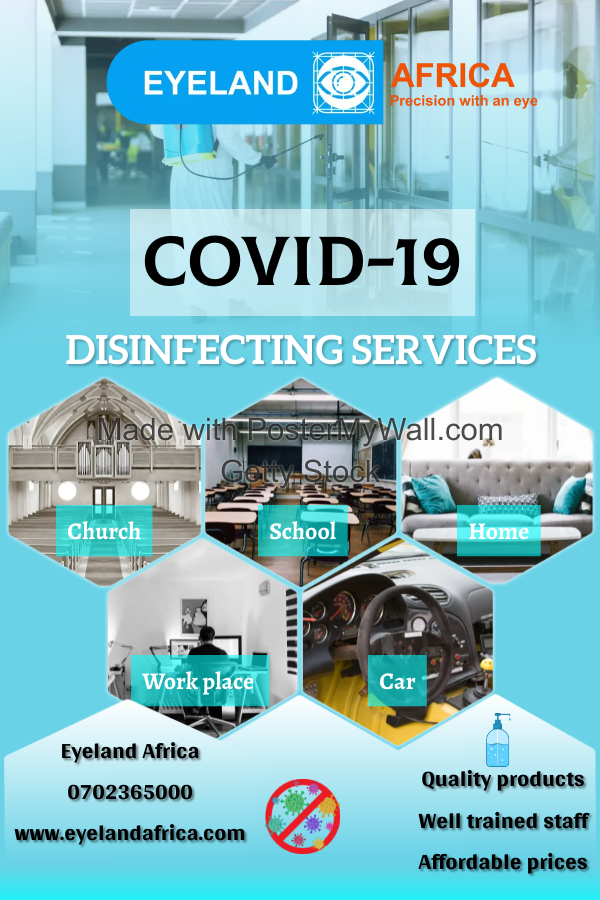 EYELAND
AFRICA
Precision with an eye
COVID-19
DISINFECTING SERVICES
Made with PosterMyWall.com
Getty Stock
Church
School
Home
Work place
Car
Eyeland Africa
0702365000
www.eyelandafrica.com
Quality products
Well trained staff
Affordable prices